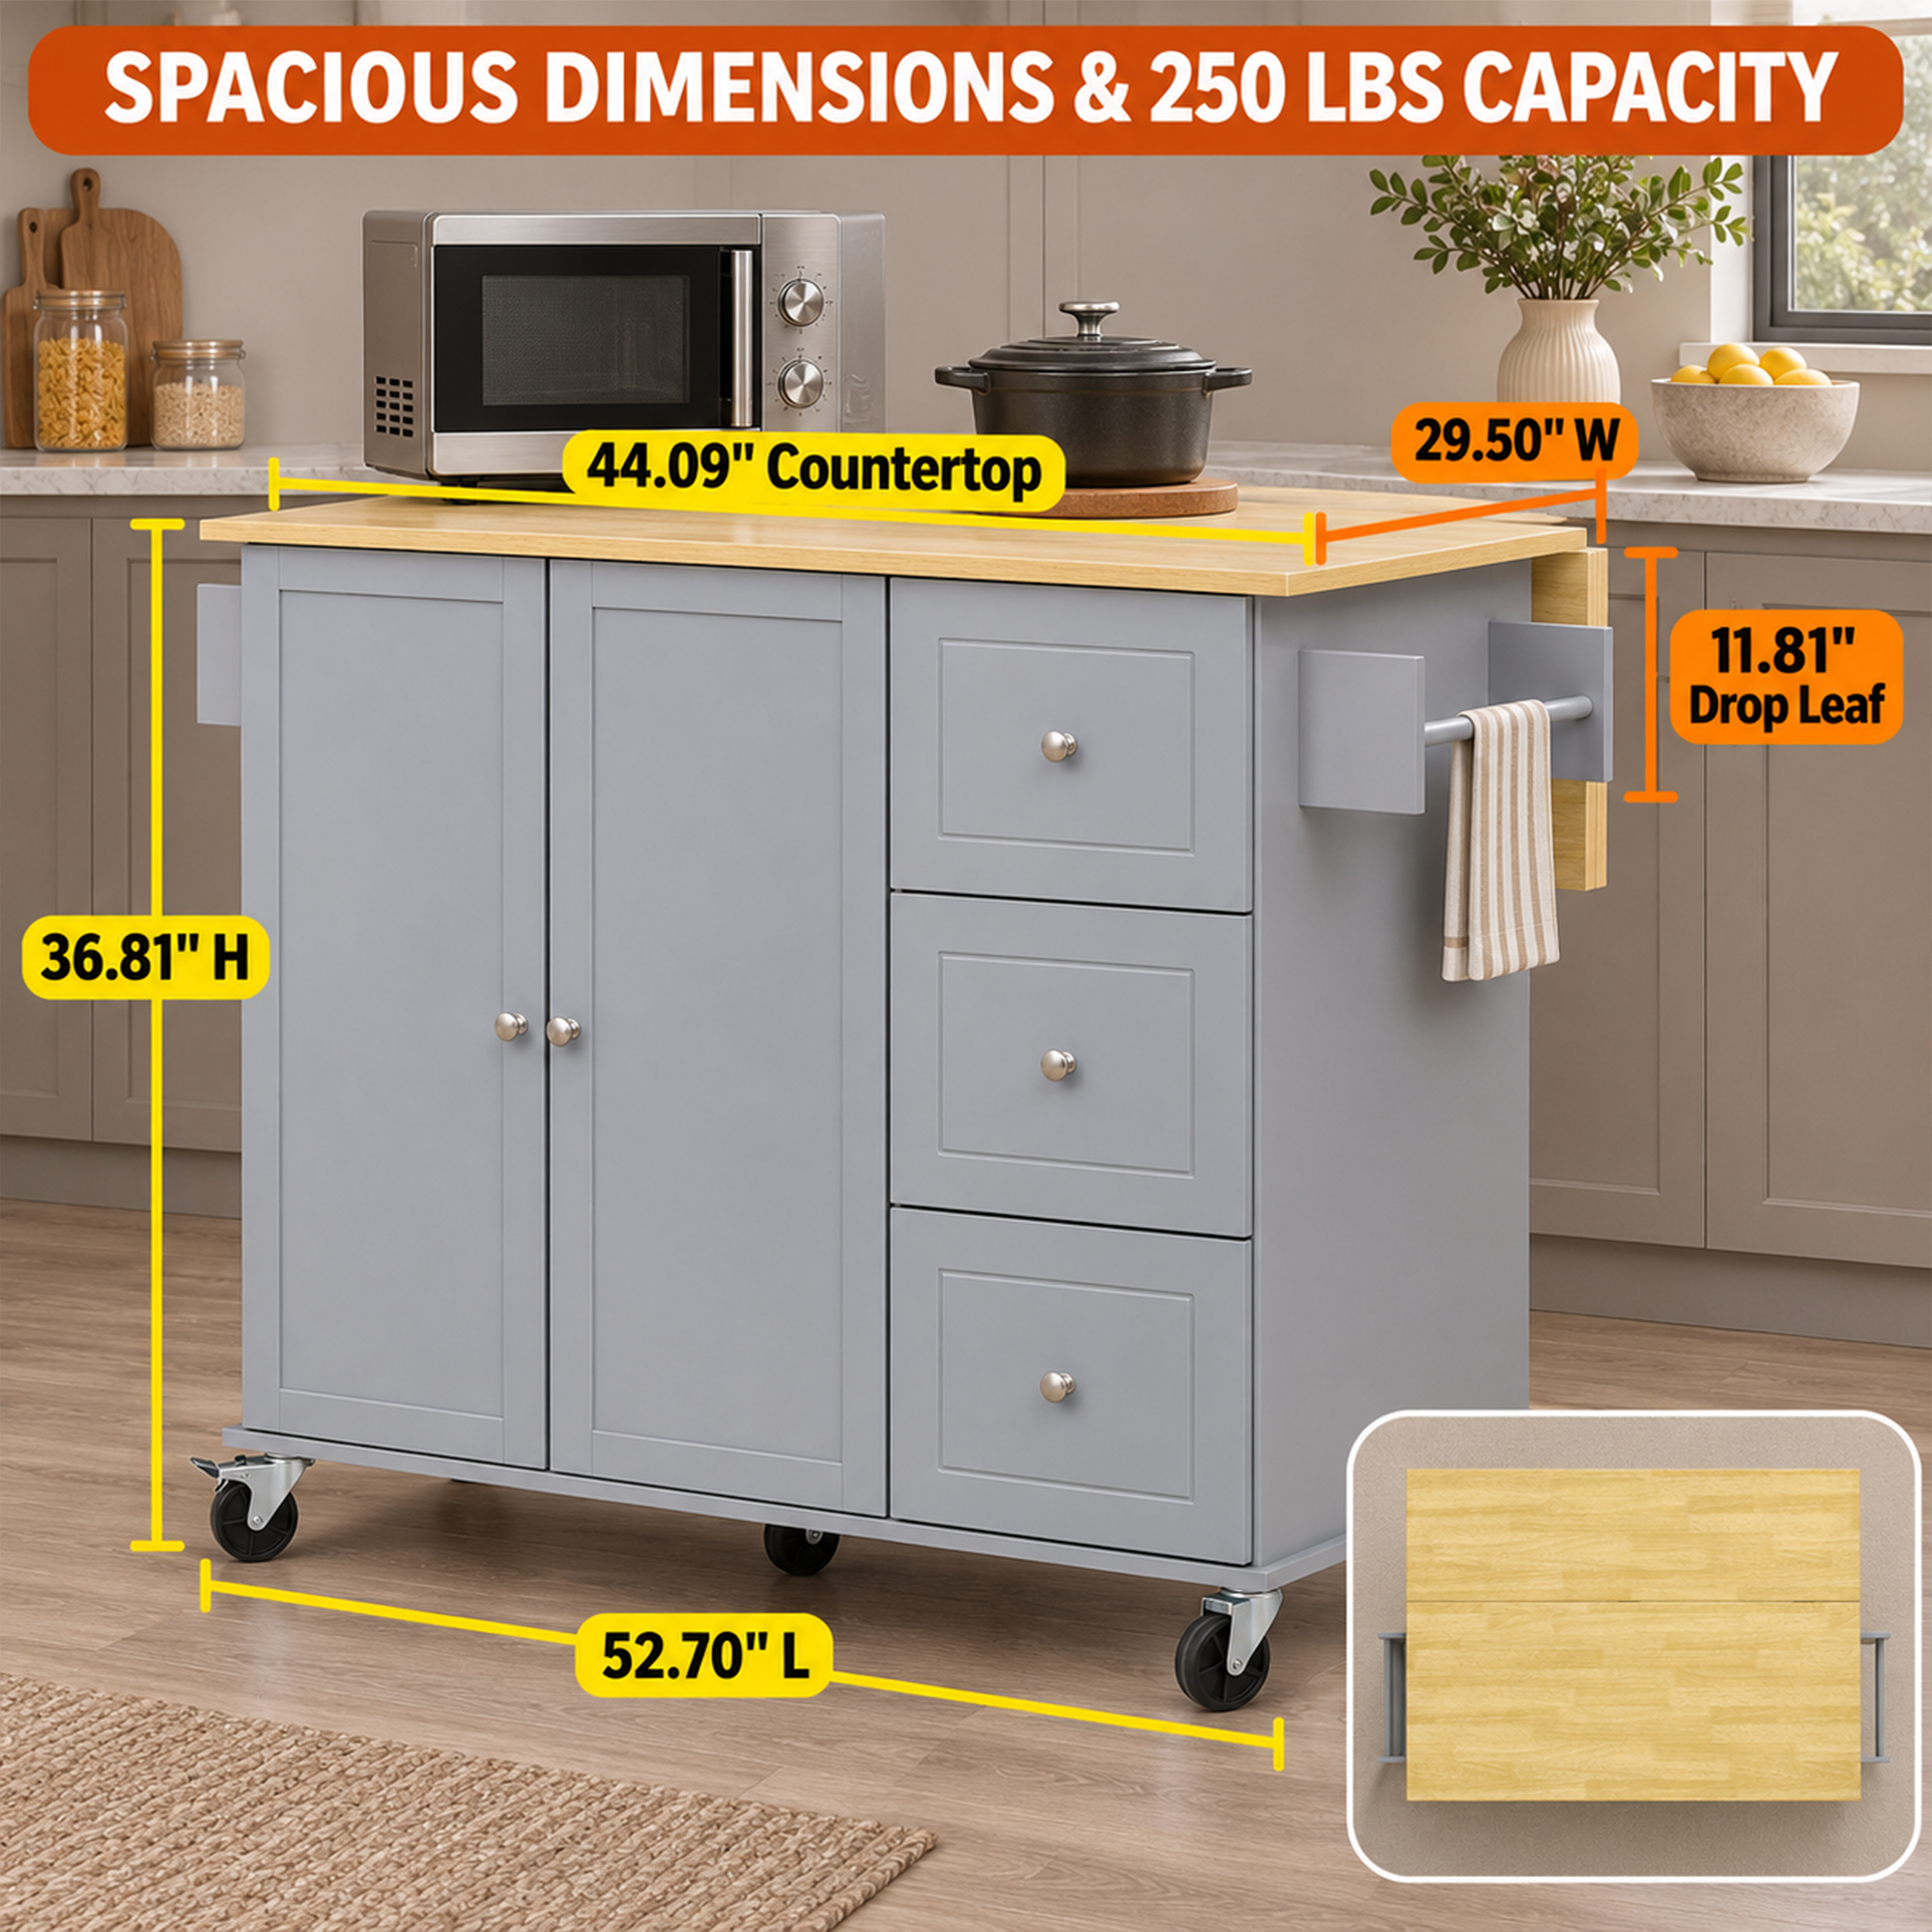 SPACIOUS DIMENSIONS & 250 LBS CAPACITY
44.09" Countertop
29.50" W
11.81"
Drop Leaf
36.81" H
52.70" L